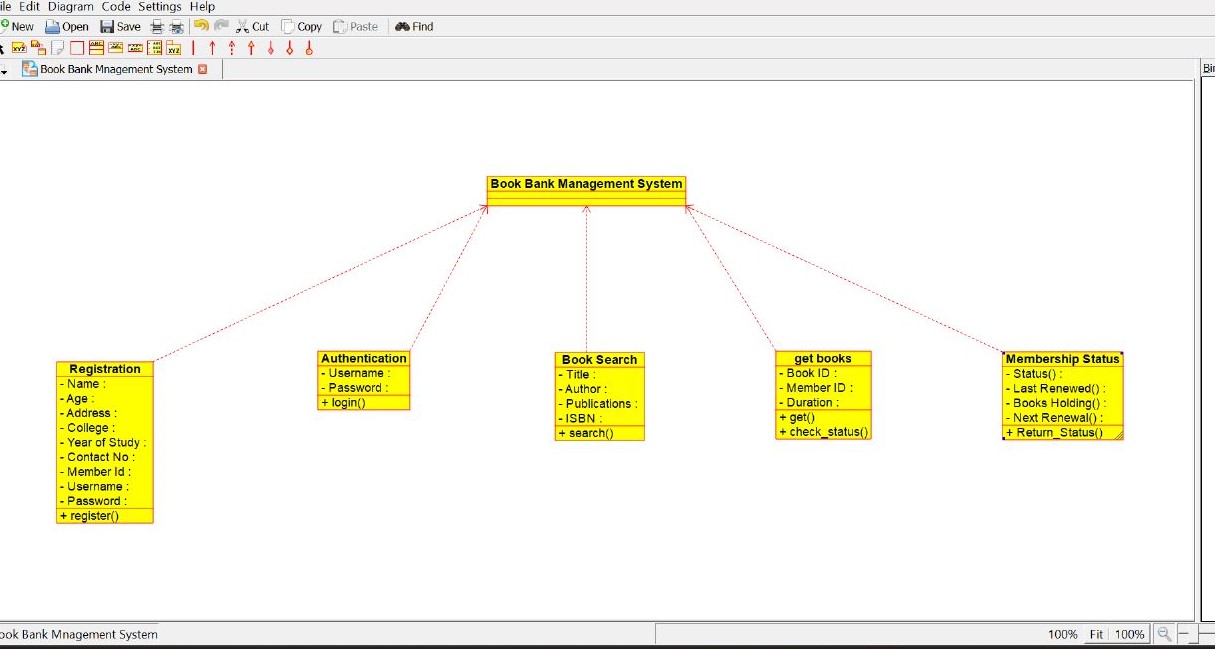 ile Edit Diagram Code Settings Help
New Open Save Cut Copy Paste Find
Book Bank Mnagement System
Bir
Book Bank Management System
Registration
- Name :
- Age :
- Address :
- College :
- Year of Study :
- Contact No :
- Member Id :
- Username :
- Password :
+ register()
Authentication
- Username :
- Password :
+ login()
Book Search
- Title :
- Author :
- Publications :
- ISBN :
+ search()
get books
- Book ID :
- Member ID :
- Duration :
+ get()
+ check_status()
Membership Status
- Status() :
- Last Renewed() :
- Books Holding() :
- Next Renewal() :
+ Return_Status()
ook Bank Mnagement System
100% Fit 100%